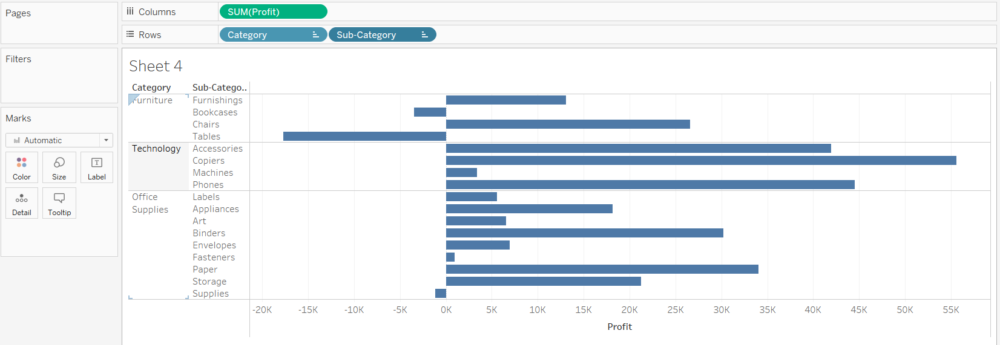 Pages
Columns SUM(Profit)
Rows Category Sub-Category
Filters
Marks
Automatic
Color Size Label
Detail Tooltip
Sheet 4
Category Sub-Catego..
Furniture Furnishings
Bookcases
Chairs
Tables
Technology Accessories
Copiers
Machines
Phones
Office Labels
Supplies Appliances
Art
Binders
Envelopes
Fasteners
Paper
Storage
Supplies
-20K -15K -10K -5K 0K 5K 10K 15K 20K 25K 30K 35K 40K 45K 50K 55K
Profit